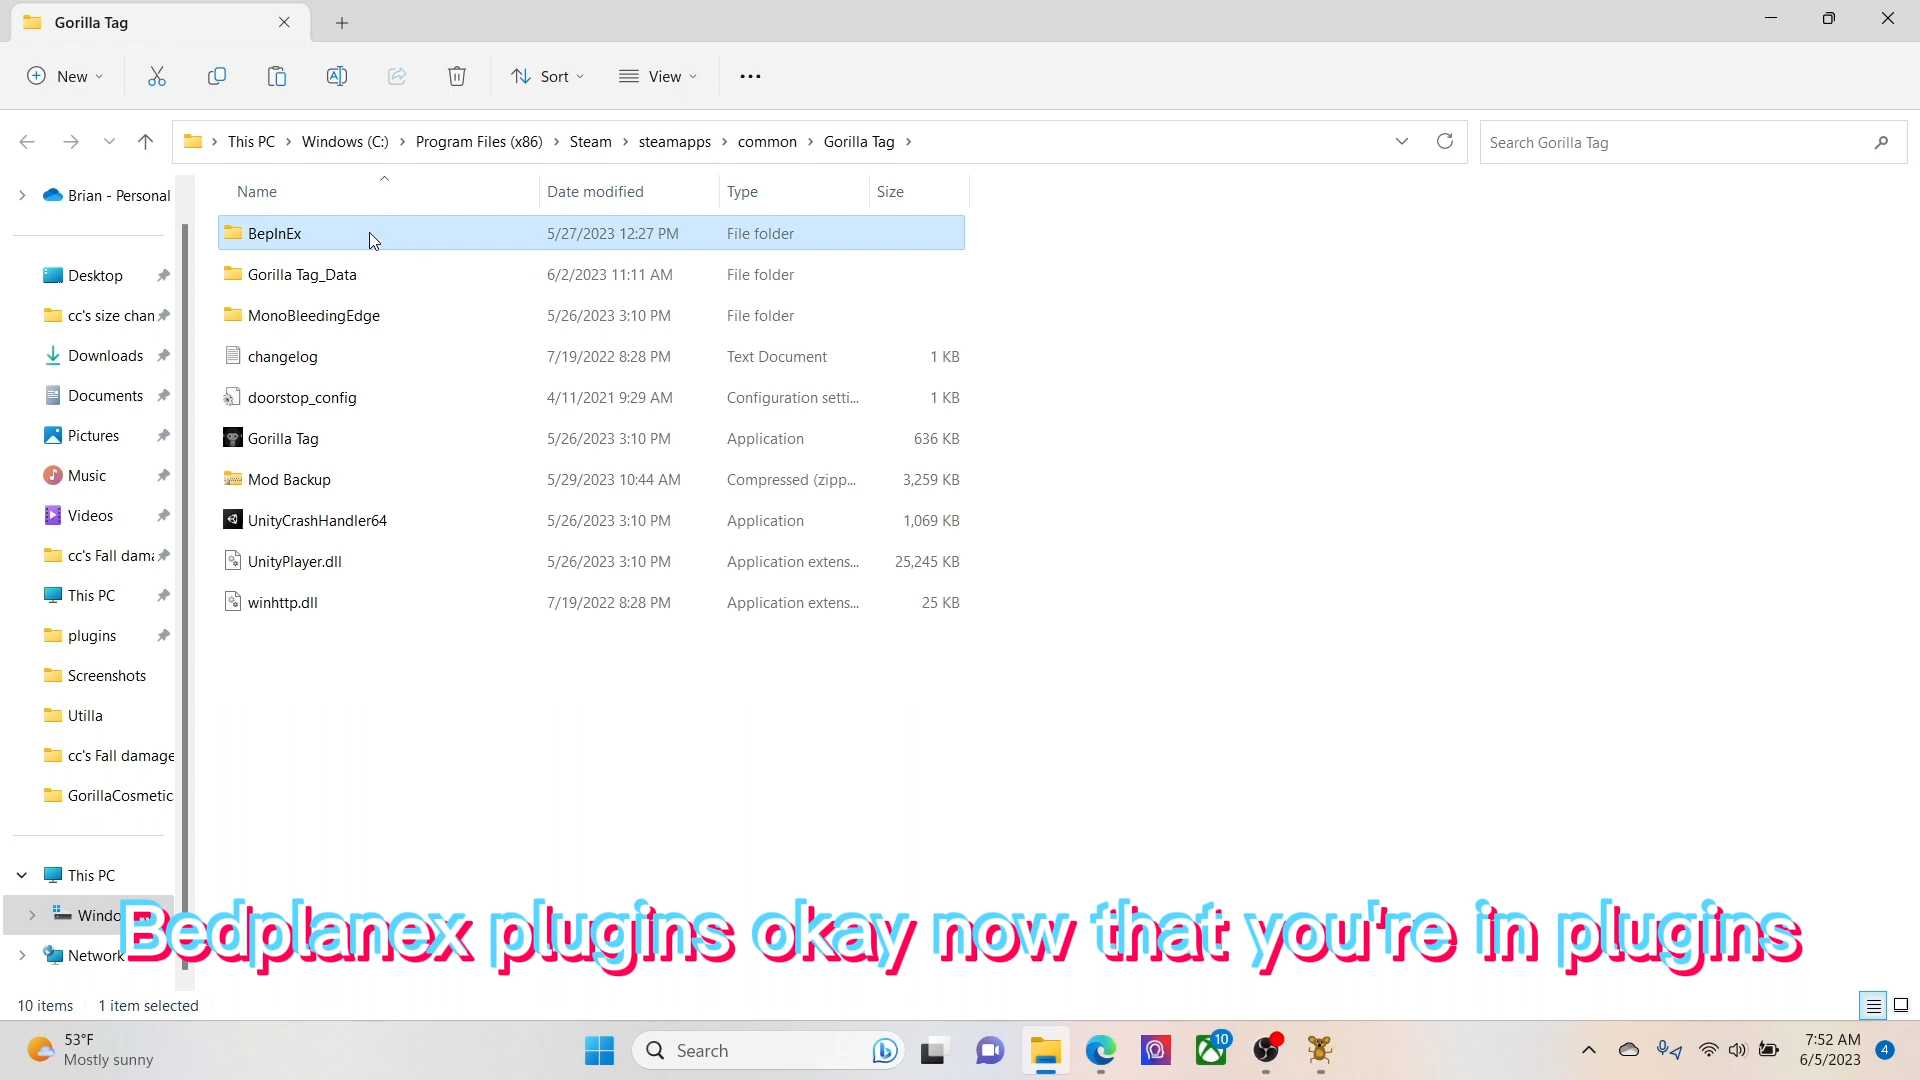 Gorilla Tag
New
Sort
View
This PC
Windows (C:)
Program Files (x86)
Steam
steamapps
common
Gorilla Tag
Search Gorilla Tag
Name
Date modified
Type
Size
BepInEx 5/27/2023 12:27 PM File folder
Gorilla Tag_Data 6/2/2023 11:11 AM File folder
MonoBleedingEdge 5/26/2023 3:10 PM File folder
changelog 7/19/2022 8:28 PM Text Document 1 KB
doorstop_config 4/11/2021 9:29 AM Configuration setti... 1 KB
Gorilla Tag 5/26/2023 3:10 PM Application 636 KB
Mod Backup 5/29/2023 10:44 AM Compressed (zipp... 3,259 KB
UnityCrashHandler64 5/26/2023 3:10 PM Application 1,069 KB
UnityPlayer.dll 5/26/2023 3:10 PM Application extens... 25,245 KB
winhttp.dll 7/19/2022 8:28 PM Application extens... 25 KB
Brian - Personal
Desktop
cc's size chan
Downloads
Documents
Pictures
Music
Videos
cc's Fall dama
This PC
plugins
Screenshots
Utilla
cc's Fall damage
GorillaCosmetic
This PC
Windo
Network
Bedplanex plugins okay now that you're in plugins
10 items 1 item selected
53°F
Mostly sunny
Search
10
7:52 AM
6/5/2023
4